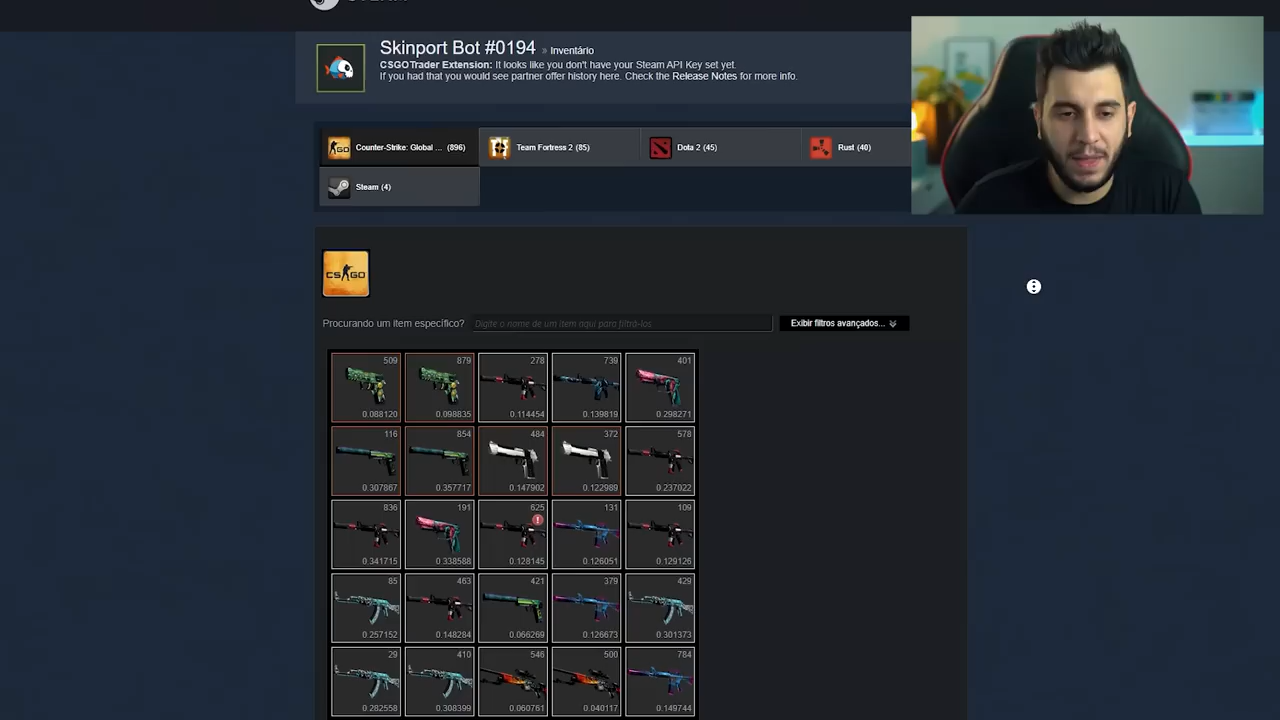 Skinport Bot #0194 » Inventário
CSGOTrader Extension: It looks like you don't have your Steam API Key set yet.
If you had that you would see partner offer history here. Check the Release Notes for more info.
Counter-Strike: Global ... (896)
Team Fortress 2 (85)
Dota 2 (45)
Rust (40)
Steam (4)
CS GO
Procurando um item específico?
Digite o nome de um item aqui para filtrá-los
Exibir filtros avançados...
509 879 278 739 401
0.088120 0.098835 0.114454 0.139819 0.298271
116 854 484 372 578
0.307867 0.357717 0.147902 0.122989 0.237022
836 191 625 131 109
0.341715 0.338588 0.128145 0.126051 0.129126
85 463 421 379 429
0.257152 0.148284 0.066269 0.126673 0.301373
29 410 546 500 784
0.282558 0.308399 0.060761 0.040117 0.149744